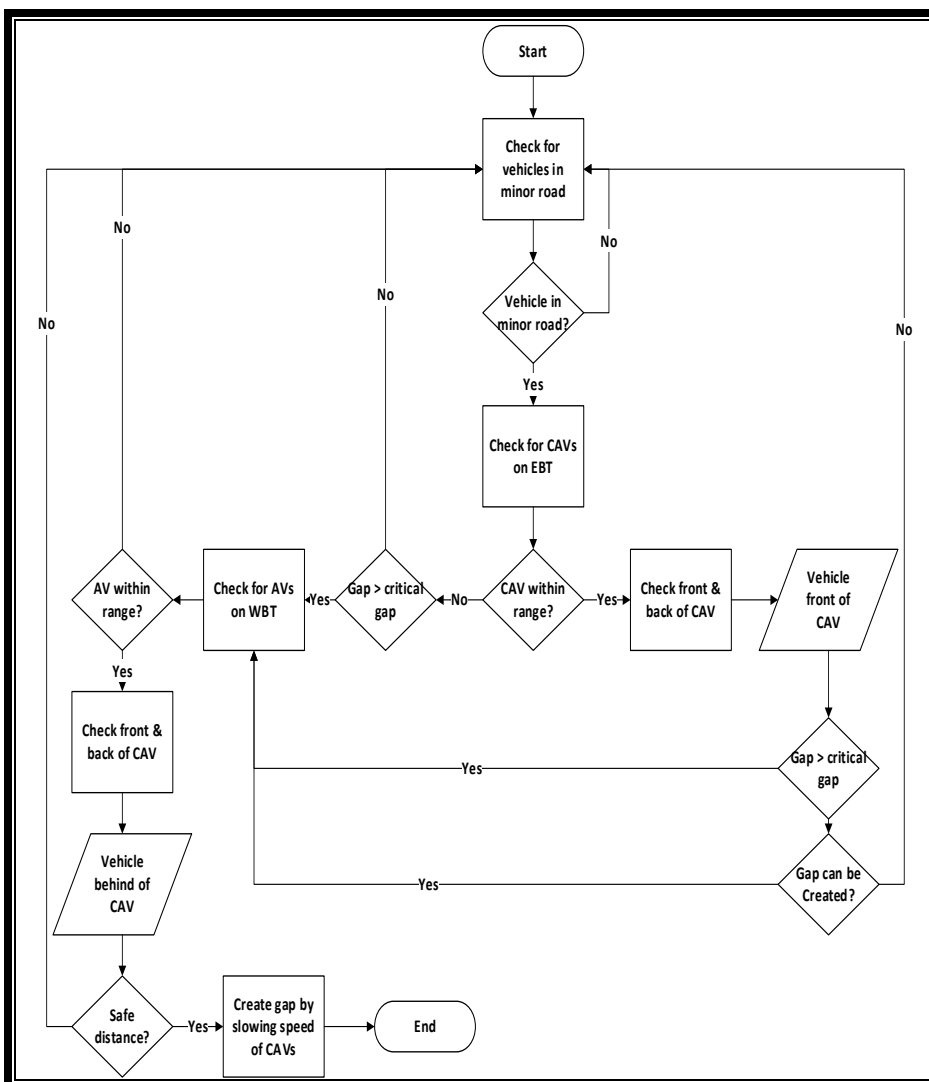 Start
Check for
vehicles in
minor road
No
No
No
Vehicle in
minor road?
No
No
Yes
Check for CAVs
on EBT
AV within
range?
Check for AVs
on WBT
Yes
Gap > critical
gap
No
CAV within
range?
Yes
Check front &
back of CAV
Vehicle
front of
CAV
Yes
Check front &
back of CAV
Yes
Gap > critical
gap
Vehicle
behind of
CAV
Yes
Gap can be
Created?
Safe
distance?
Yes
Create gap by
slowing speed
of CAVs
End